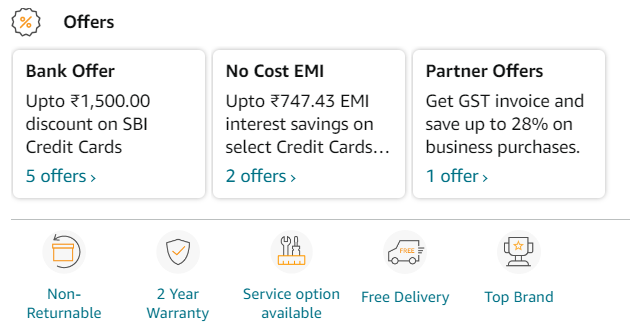 Offers
Bank Offer
Upto ₹1,500.00
discount on SBI
Credit Cards
5 offers ›
No Cost EMI
Upto ₹747.43 EMI
interest savings on
select Credit Cards…
2 offers ›
Partner Offers
Get GST invoice and
save up to 28% on
business purchases.
1 offer ›
Non-
Returnable
2 Year
Warranty
Service option
available
FREE
Free Delivery
Top Brand